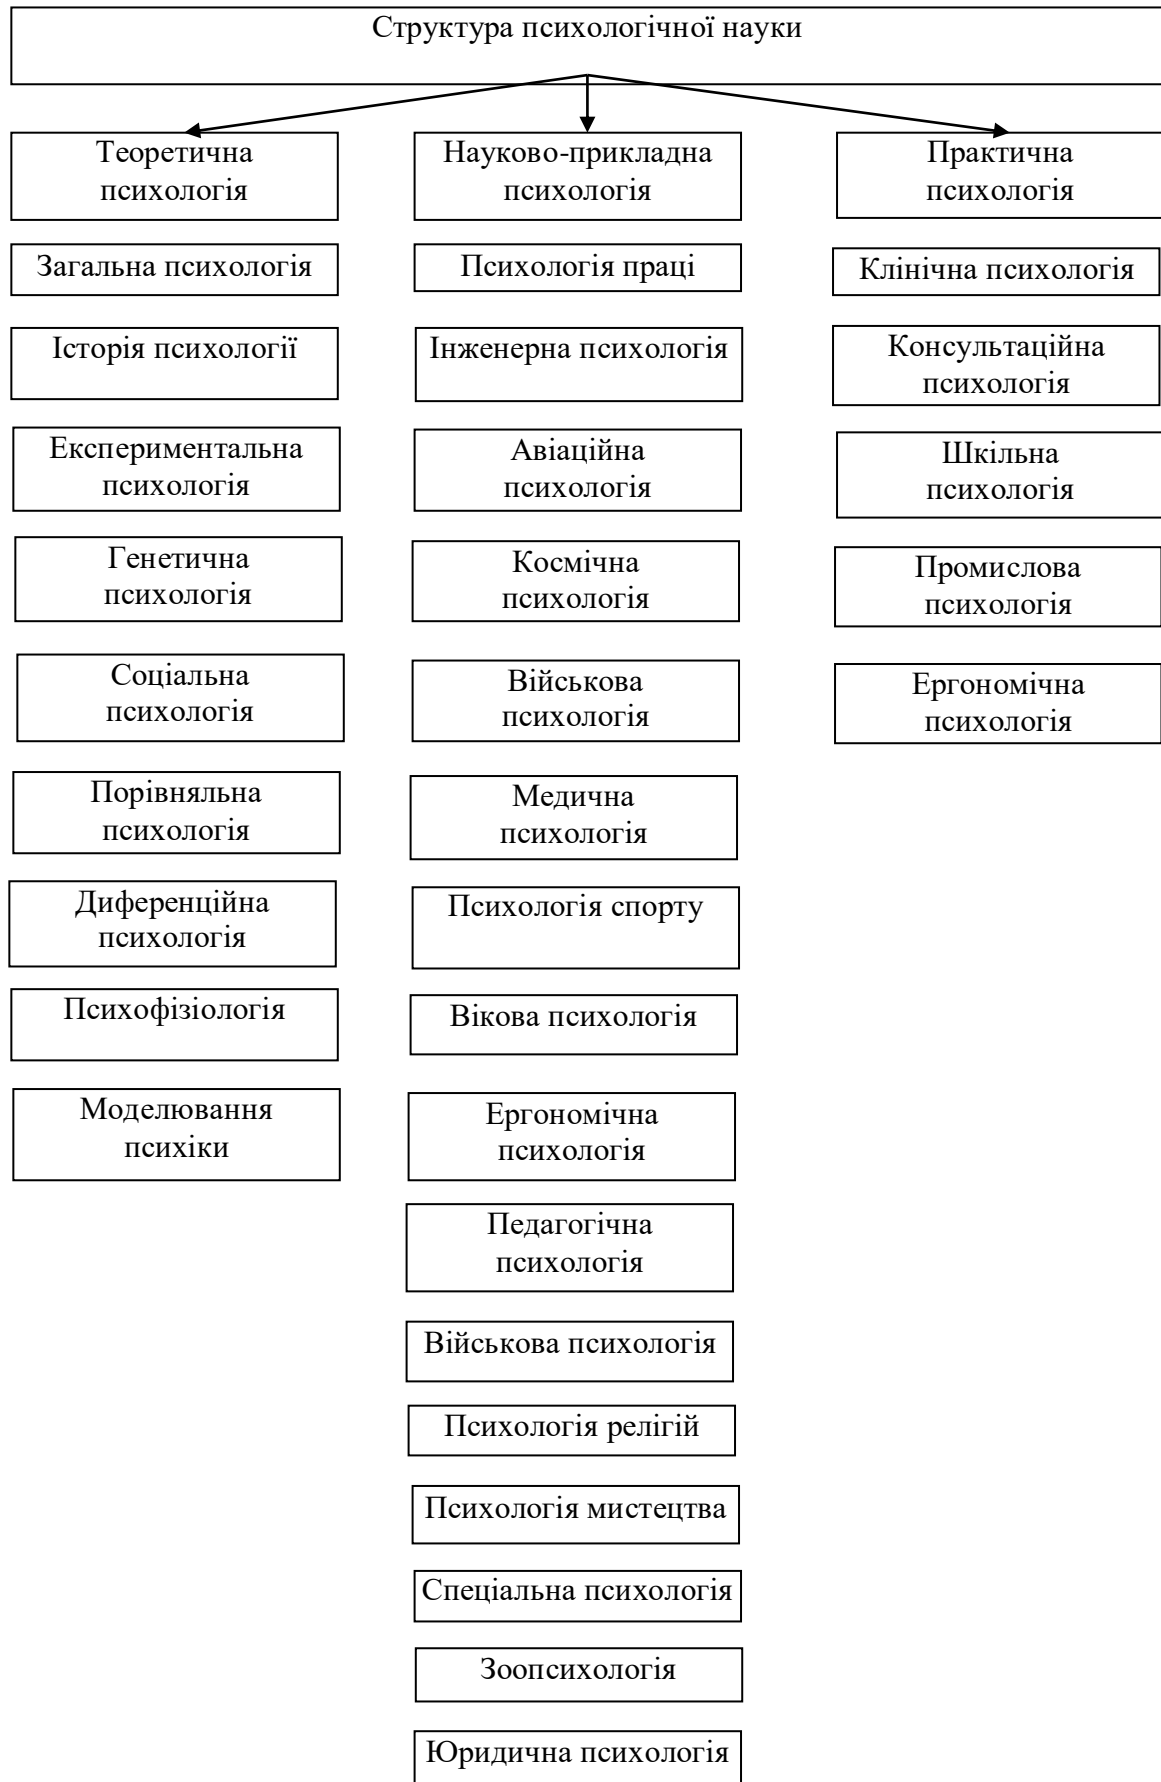 Структура психологічної науки
Теоретична
психологія
Науково-прикладна
психологія
Практична
психологія
Загальна психологія
Історія психології
Експериментальна
психологія
Генетична
психологія
Соціальна
психологія
Порівняльна
психологія
Диференційна
психологія
Психофізіологія
Моделювання
психіки
Психологія праці
Інженерна психологія
Авіаційна
психологія
Космічна
психологія
Військова
психологія
Медична
психологія
Психологія спорту
Вікова психологія
Ергономічна
психологія
Педагогічна
психологія
Військова психологія
Психологія релігій
Психологія мистецтва
Спеціальна психологія
Зоопсихологія
Юридична психологія
Клінічна психологія
Консультаційна
психологія
Шкільна
психологія
Промислова
психологія
Ергономічна
психологія